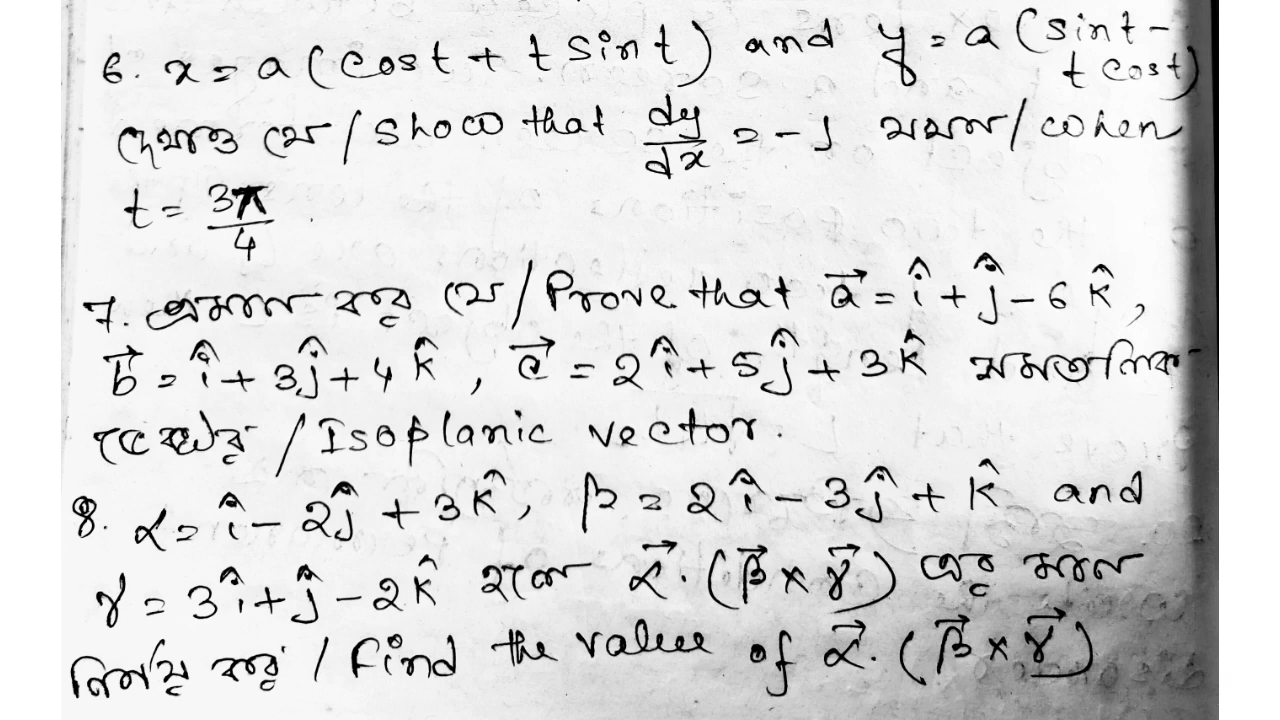 6. x = a (cost + t sint) and y = a (sint -
t cost)
দেখাও যে / Show that dy/dx = -1 যখন / when
t = 3π/4
7. প্রমাণ কর যে / Prove that a⃗ = î + ĵ - 6k̂,
b⃗ = î + 3ĵ + 4k̂, c⃗ = 2î + 5ĵ + 3k̂ সমতলিক
ভেক্টর / Isoplanic vector.
8. α = î - 2ĵ + 3k̂, β = 2î - 3ĵ + k̂ and
γ = 3î + ĵ - 2k̂ হলে α⃗. (β⃗ x γ⃗) এর মান
নির্ণয় কর / Find the value of α⃗. (β⃗ x γ⃗)